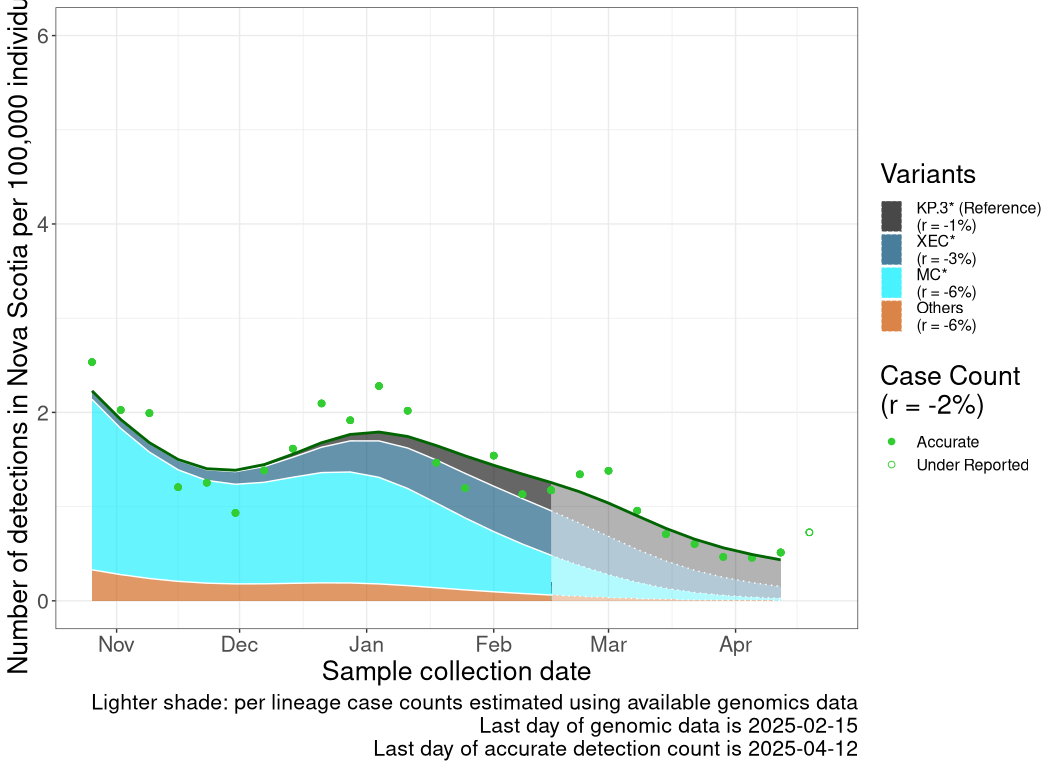 Number of detections in Nova Scotia per 100,000
6
4
2
0
Nov Dec Jan Feb Mar Apr
Sample collection date
Lighter shade: per lineage case counts estimated using available genomics data
Last day of genomic data is 2025-02-15
Last day of accurate detection count is 2025-04-12
Variants
KP.3* (Reference)
(r = -1%)
XEC*
(r = -3%)
MC*
(r = -6%)
Others
(r = -6%)
Case Count
(r = -2%)
Accurate
Under Reported